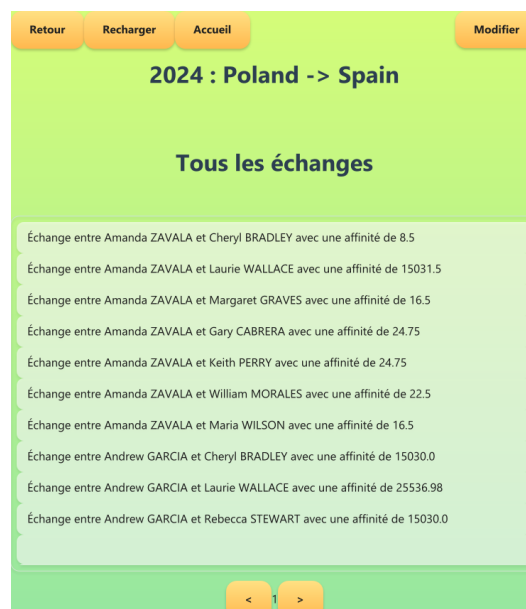 Retour Recharger Accueil Modifier
2024 : Poland -> Spain
Tous les échanges
Échange entre Amanda ZAVALA et Cheryl BRADLEY avec une affinité de 8.5
Échange entre Amanda ZAVALA et Laurie WALLACE avec une affinité de 15031.5
Échange entre Amanda ZAVALA et Margaret GRAVES avec une affinité de 16.5
Échange entre Amanda ZAVALA et Gary CABRERA avec une affinité de 24.75
Échange entre Amanda ZAVALA et Keith PERRY avec une affinité de 24.75
Échange entre Amanda ZAVALA et William MORALES avec une affinité de 22.5
Échange entre Amanda ZAVALA et Maria WILSON avec une affinité de 16.5
Échange entre Andrew GARCIA et Cheryl BRADLEY avec une affinité de 15030.0
Échange entre Andrew GARCIA et Laurie WALLACE avec une affinité de 25536.98
Échange entre Andrew GARCIA et Rebecca STEWART avec une affinité de 15030.0
< 1 >